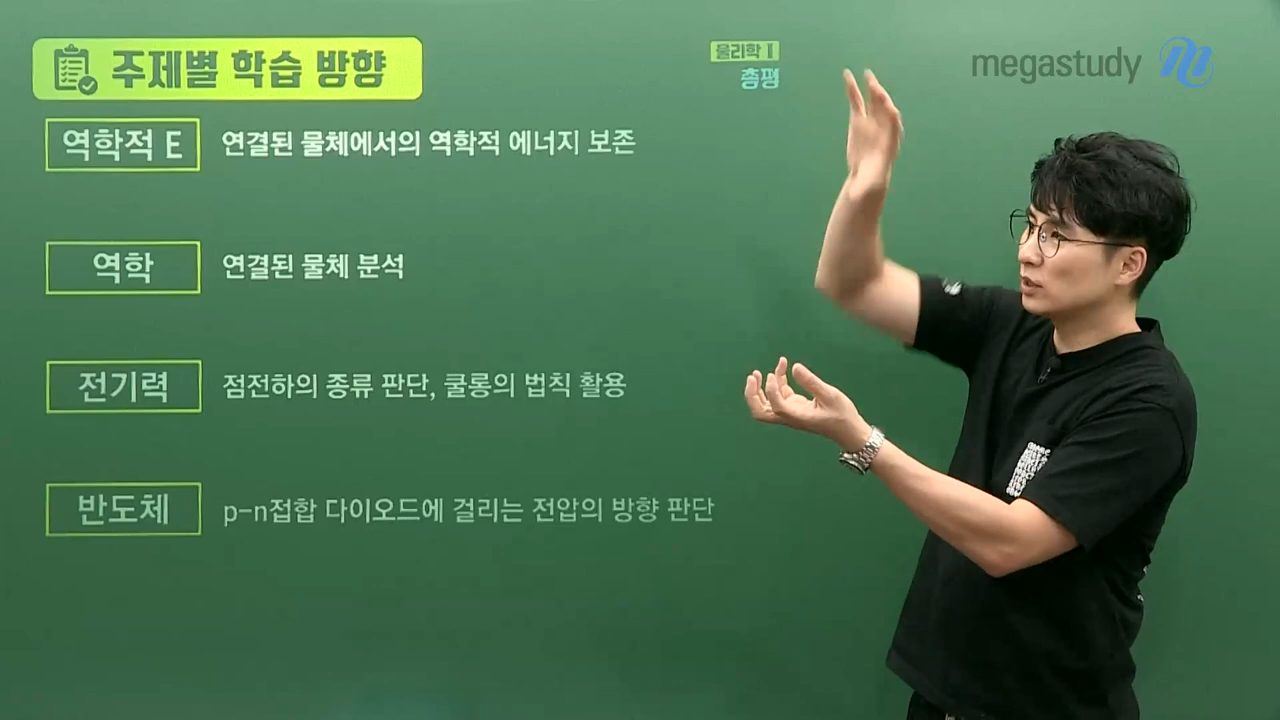 주제별 학습 방향
물리학 Ⅱ
총평
megastudy
역학적 E 연결된 물체에서의 역학적 에너지 보존
역학 연결된 물체 분석
전기력 점전하의 종류 판단, 쿨롱의 법칙 활용
반도체 p-n접합 다이오드에 걸리는 전압의 방향 판단